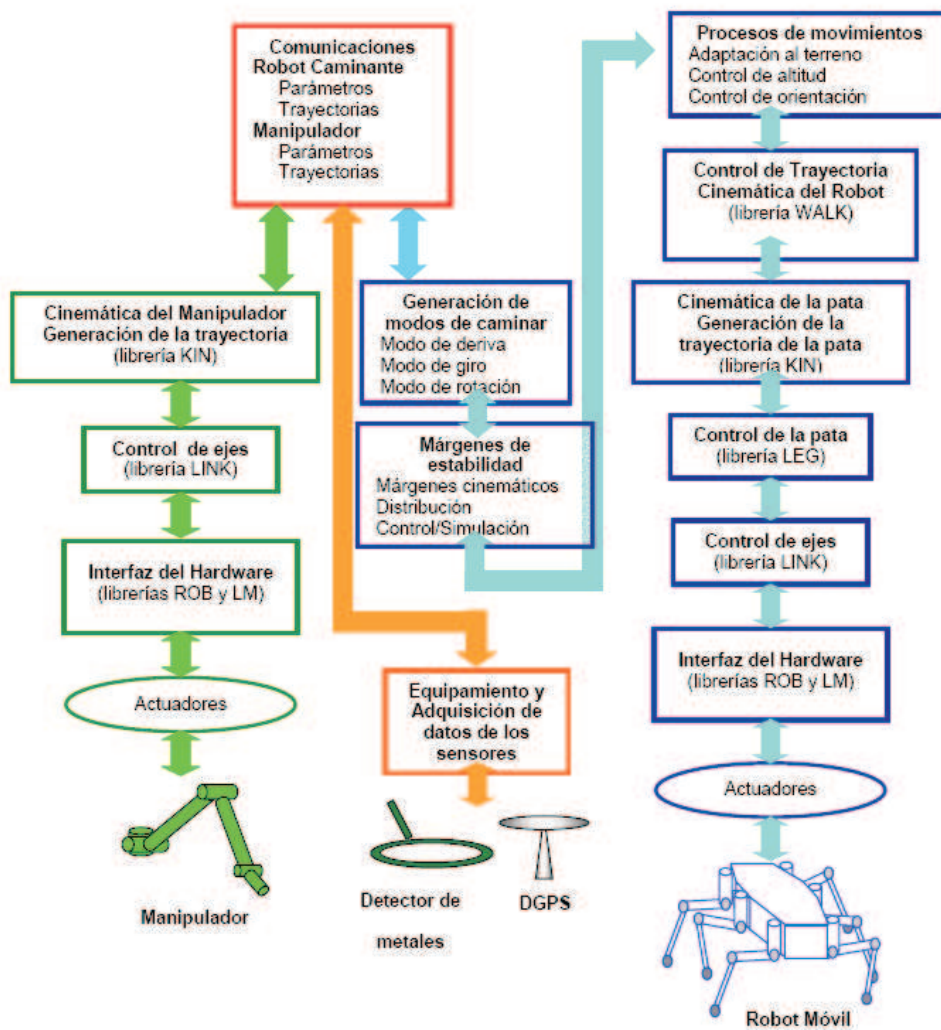 Comunicaciones
Robot Caminante
Parámetros
Trayectorias
Manipulador
Parámetros
Trayectorias
Procesos de movimientos
Adaptación al terreno
Control de altitud
Control de orientación
Control de Trayectoria
Cinemática del Robot
(librería WALK)
Cinemática del Manipulador
Generación de la trayectoria
(librería KIN)
Generación de
modos de caminar
Modo de deriva
Modo de giro
Modo de rotación
Cinemática de la pata
Generación de la
trayectoria de la pata
(librería KIN)
Control de ejes
(librería LINK)
Márgenes de
estabilidad
Márgenes cinemáticos
Distribución
Control/Simulación
Control de la pata
(librería LEG)
Control de ejes
(librería LINK)
Interfaz del Hardware
(librerías ROB y LM)
Interfaz del Hardware
(librerías ROB y LM)
Actuadores
Equipamiento y
Adquisición de
datos de los
sensores
Actuadores
Manipulador
Detector de
metales
DGPS
Robot Móvil